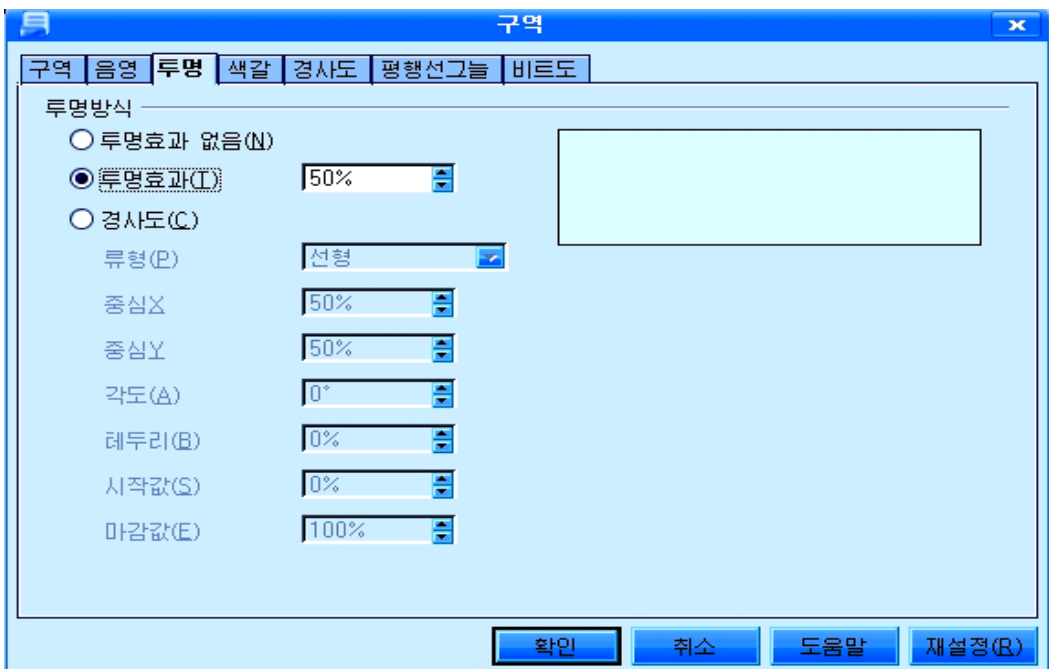 구역
구역 음영 투명 색갈 경사도 평행선그늘 비트도
투명방식
투명효과 없음(N)
투명효과(T) 50%
경사도(C)
류형(P) 선형
중심X 50%
중심Y 50%
각도(A) 0°
테두리(B) 0%
시작값(S) 0%
마감값(E) 100%
확인 취소 도움말 재설정(R)